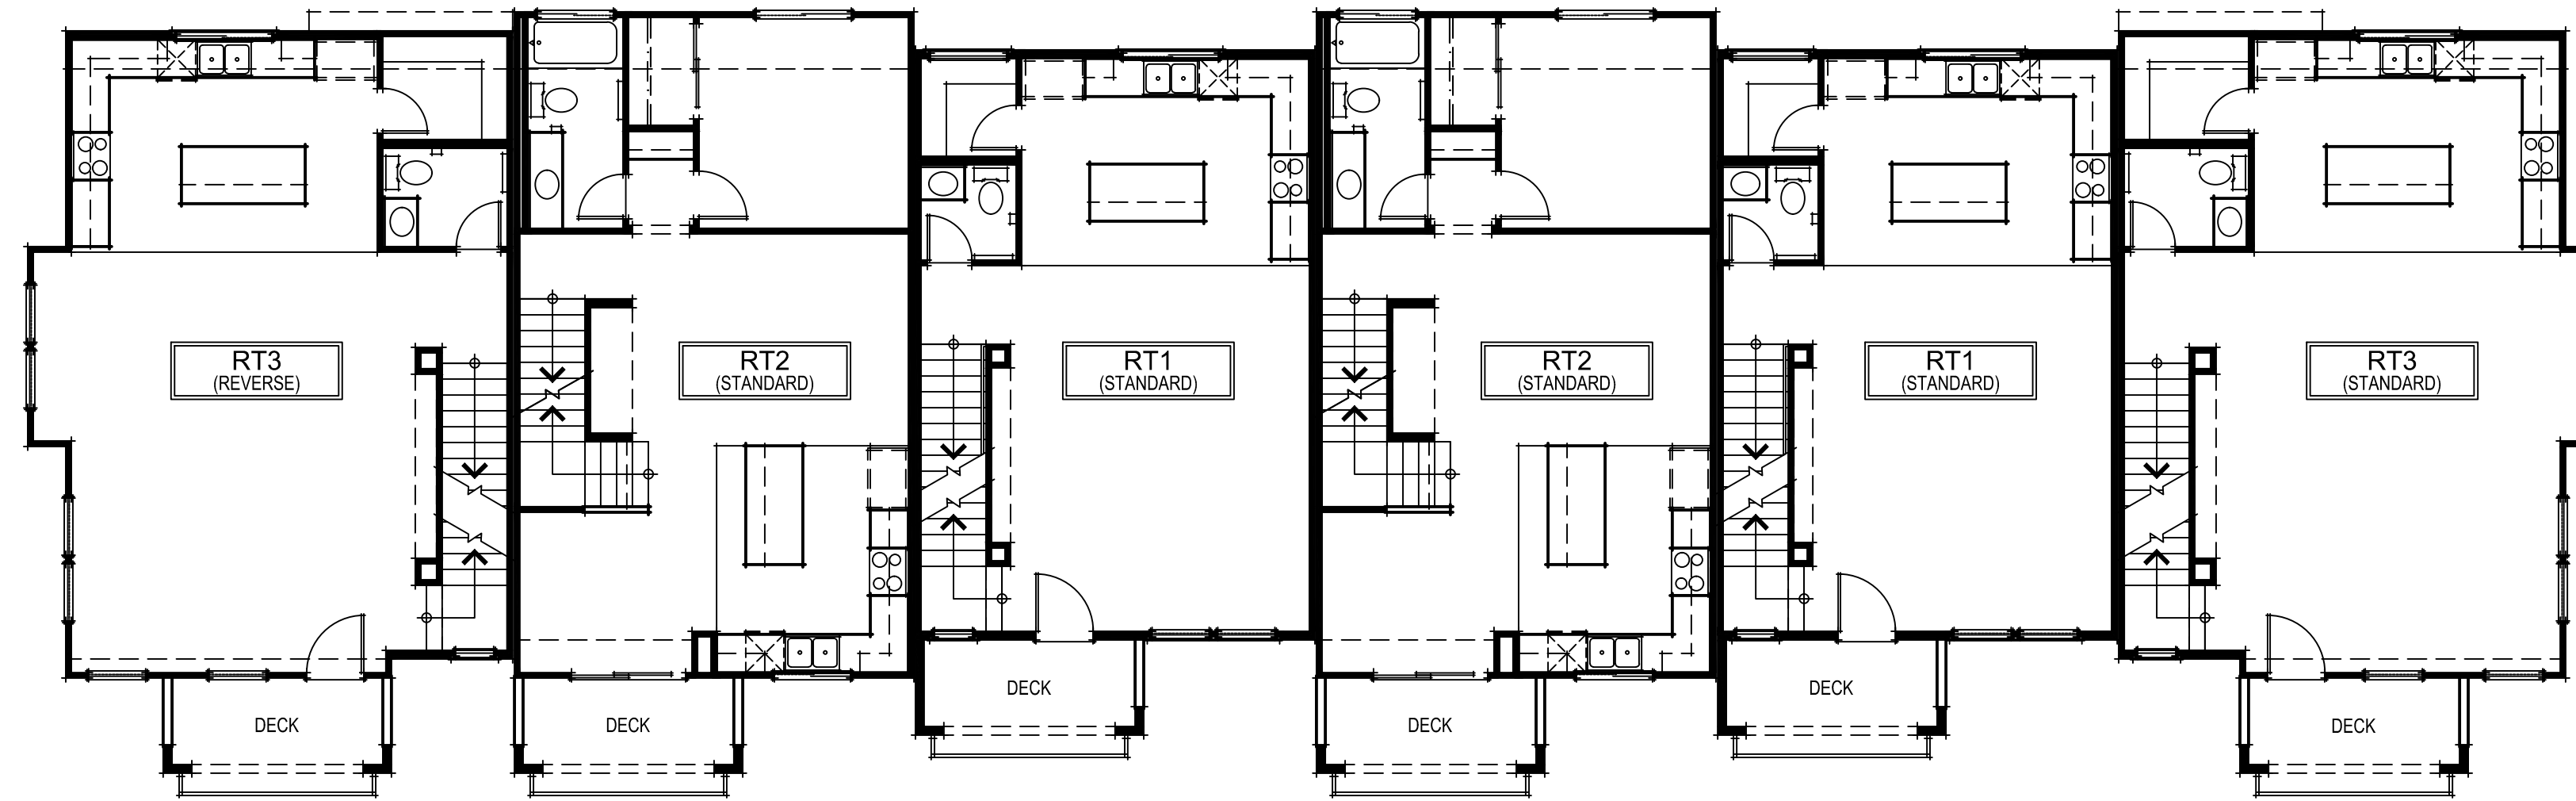 RT3
(REVERSE)
RT2
(STANDARD)
RT1
(STANDARD)
RT2
(STANDARD)
RT1
(STANDARD)
RT3
(STANDARD)
DECK
DECK
DECK
DECK
DECK
DECK